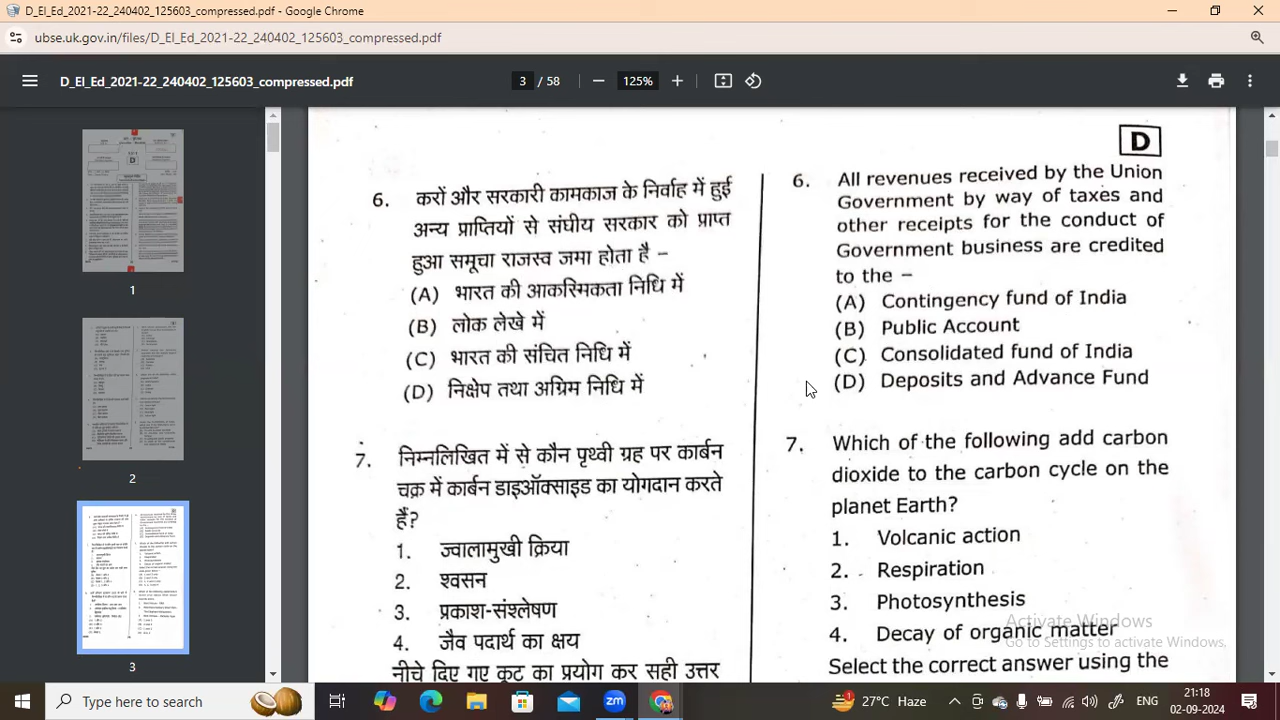 D_El_Ed_2021-22_240402_125603_compressed.pdf - Google Chrome
ubse.uk.gov.in/files/D_El_Ed_2021-22_240402_125603_compressed.pdf
D_El_Ed_2021-22_240402_125603_compressed.pdf
3 / 58
125%
1
2
3
D
6. करों और सरकारी कामकाज के निर्वाह में हुई
अन्य प्राप्तियों से संघीय सरकार को प्राप्त
हुआ समूचा राजस्व जमा होता है –
(A) भारत की आकस्मिकता निधि में
(B) लोक लेखे में
(C) भारत की संचित निधि में
(D) निक्षेप तथा अग्रिम निधि में
7. निम्नलिखित में से कौन पृथ्वी ग्रह पर कार्बन
चक्र में कार्बन डाइऑक्साइड का योगदान करते
हैं?
1. ज्वालामुखी क्रिया
2. श्वसन
3. प्रकाश-संश्लेषण
4. जैव पदार्थ का क्षय
नीचे दिए गए कूट का प्रयोग कर सही उत्तर
6. All revenues received by the Union
Government by way of taxes and
other receipts for the conduct of
Government business are credited
to the –
(A) Contingency fund of India
(B) Public Account
(C) Consolidated fund of India
(D) Deposits and Advance Fund
7. Which of the following add carbon
dioxide to the carbon cycle on the
planet Earth?
1. Volcanic action
2. Respiration
3. Photosynthesis
4. Decay of organic matter
Select the correct answer using the
Activate Windows
Go to Settings to activate Windows.
Type here to search
zm
1
27°C Haze
ENG
21:18
02-09-2024